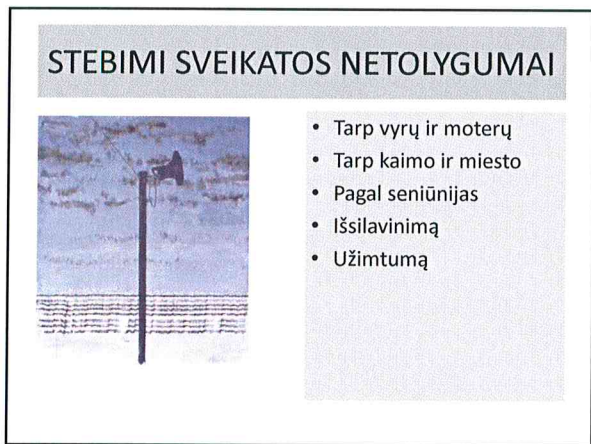 STEBIMI SVEIKATOS NETOLYGUMAI
• Tarp vyrų ir moterų
• Tarp kaimo ir miesto
• Pagal seniūnijas
• Išsilavinimą
• Užimtumą